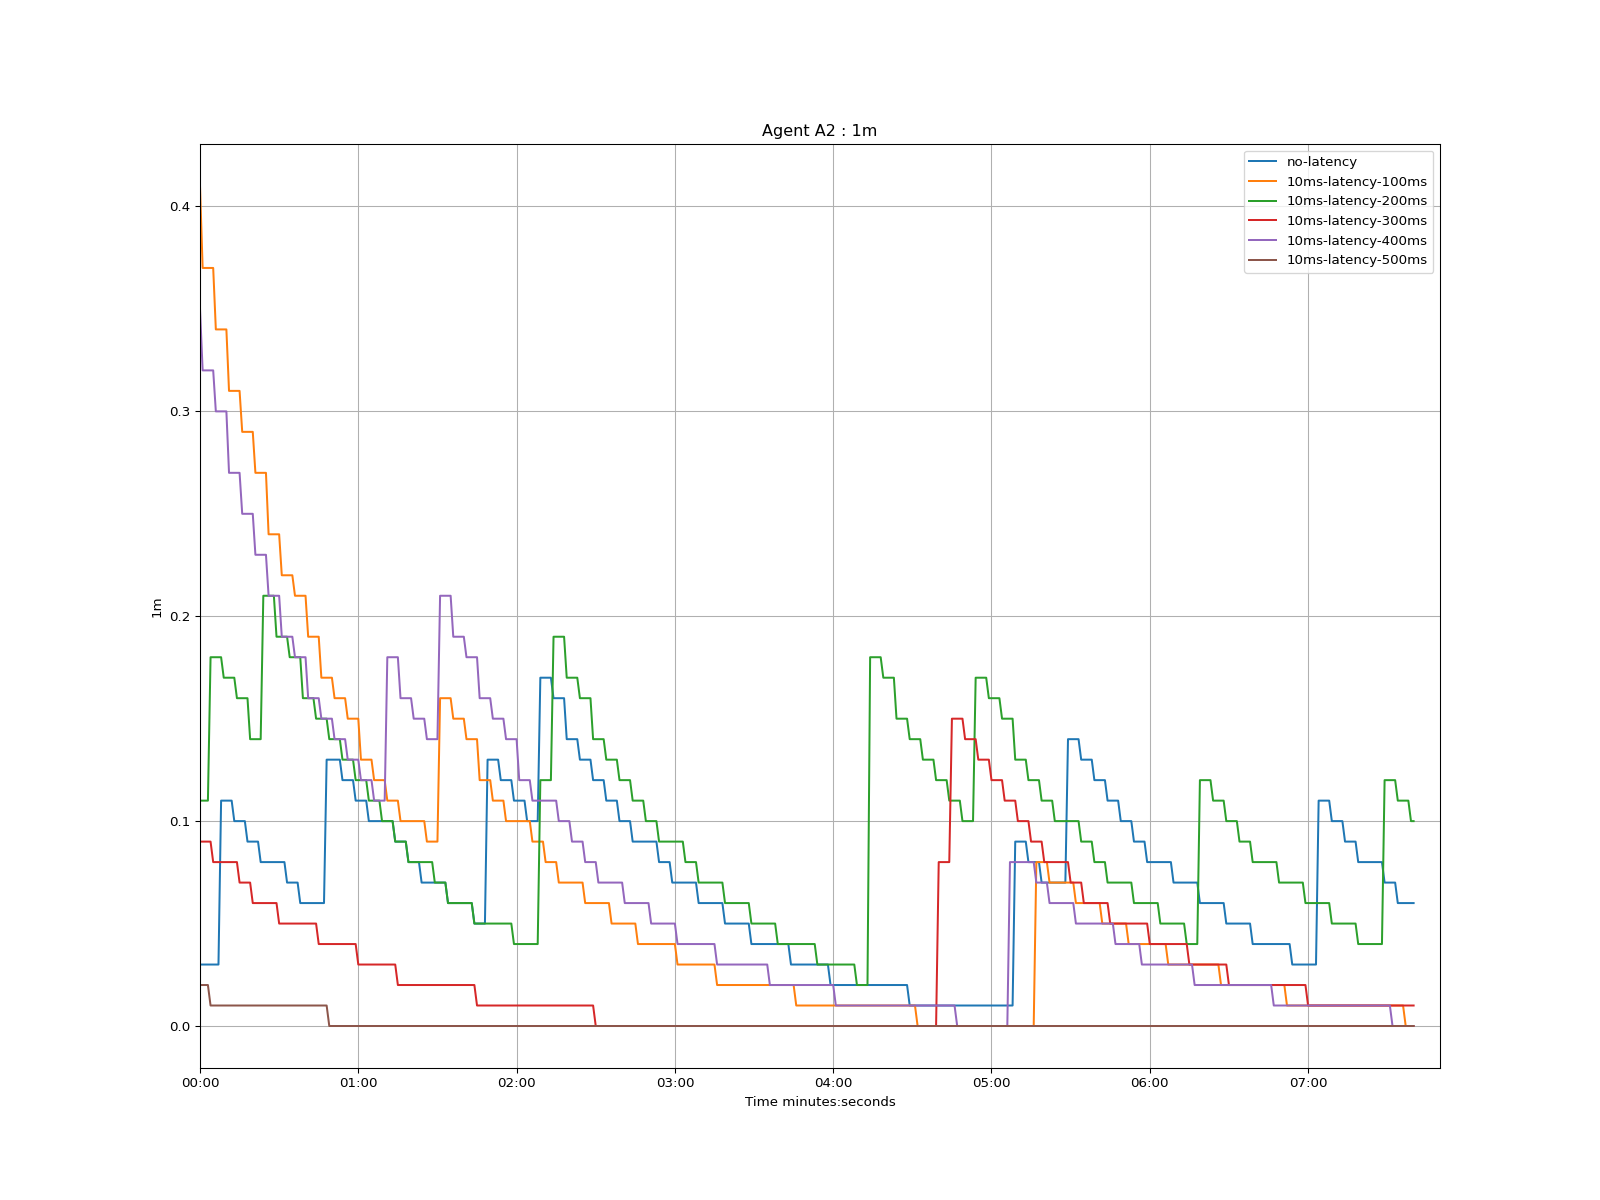 Agent A2 : 1m
no-latency
10ms-latency-100ms
10ms-latency-200ms
10ms-latency-300ms
10ms-latency-400ms
10ms-latency-500ms
0.4
0.3
0.2
0.1
0.0
1m
00:00 01:00 02:00 03:00 04:00 05:00 06:00 07:00
Time minutes:seconds